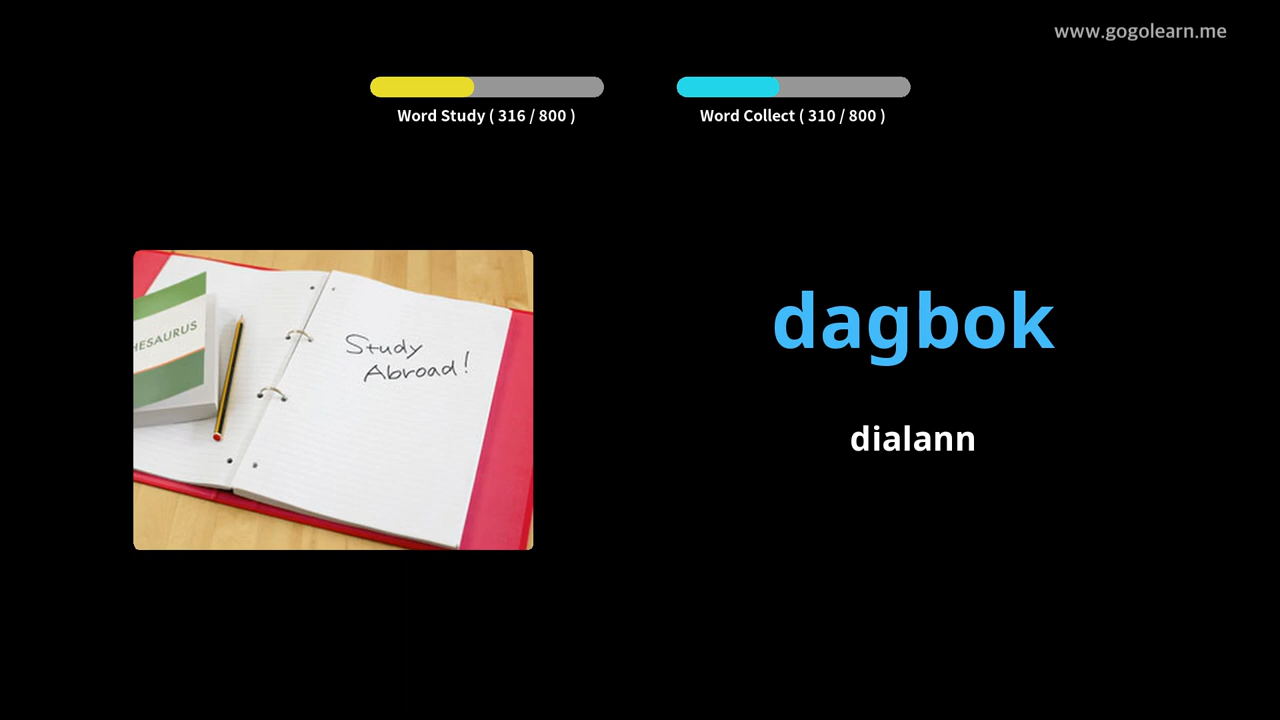 www.gogolearn.me
Word Study ( 316 / 800 )
Word Collect ( 310 / 800 )
HESAURUS
Study
Abroad!
dagbok
dialann